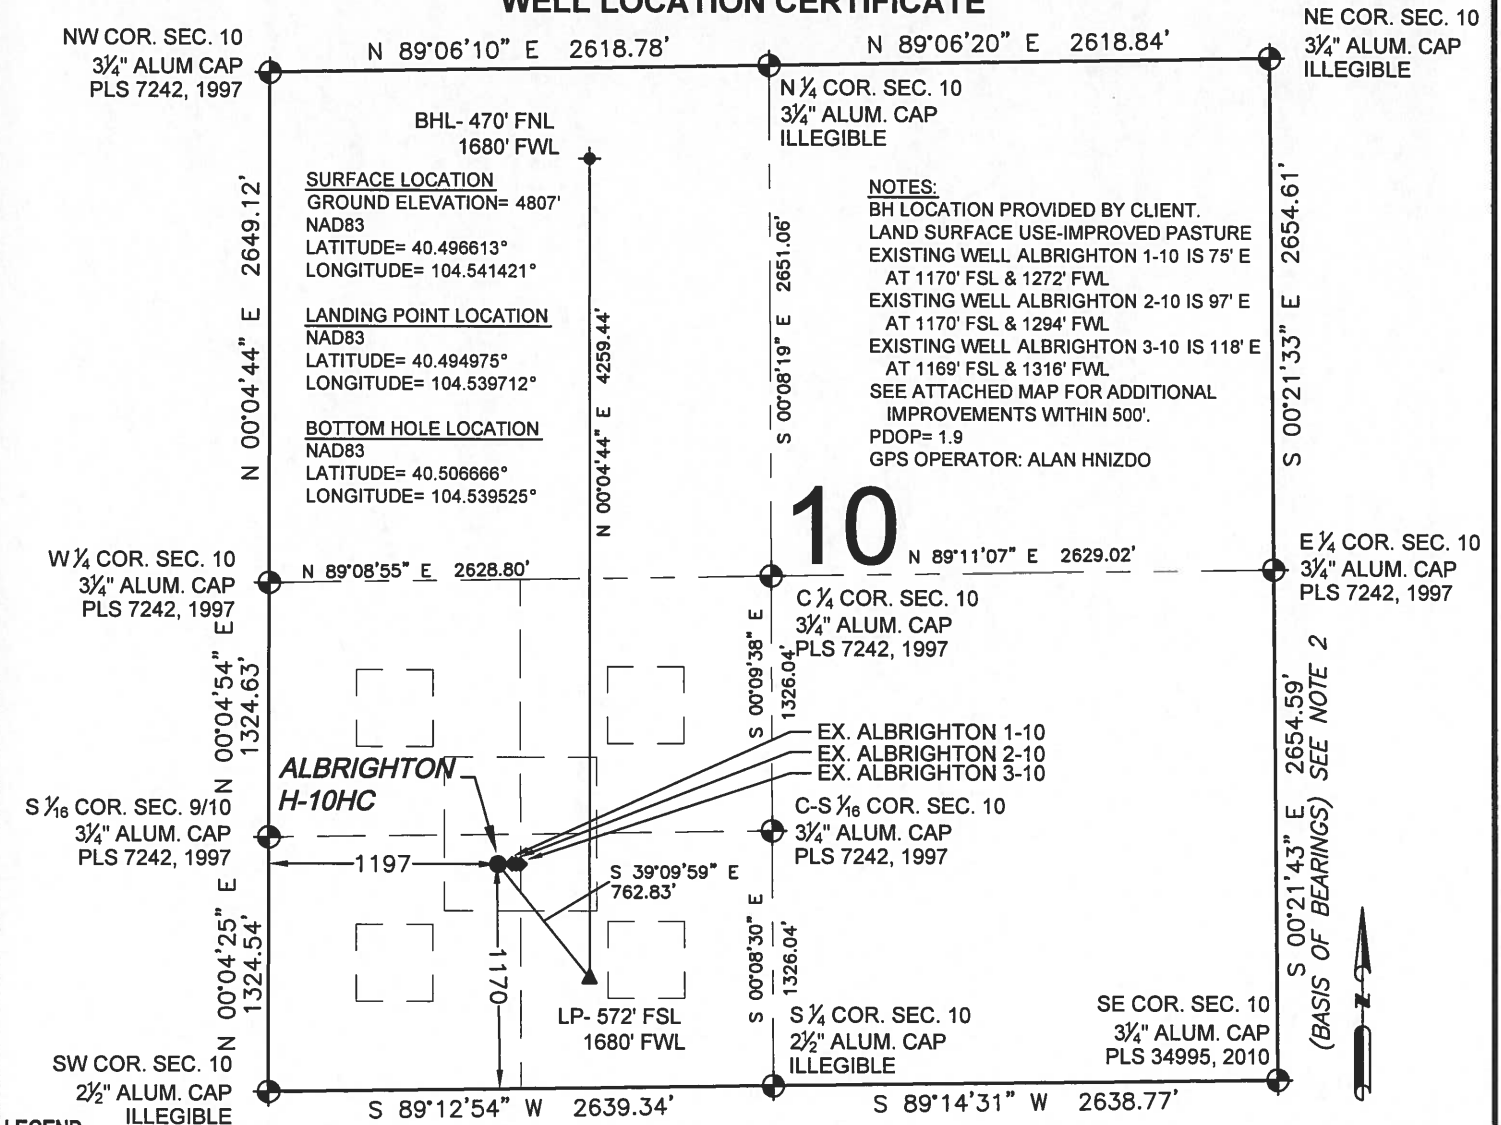 WELL LOCATION CERTIFICATE
NW COR. SEC. 10
3¼" ALUM CAP
PLS 7242, 1997
N 89°06'10" E 2618.78'
N 89°06'20" E 2618.84'
NE COR. SEC. 10
3¼" ALUM. CAP
ILLEGIBLE
N ¼ COR. SEC. 10
3¼" ALUM. CAP
ILLEGIBLE
BHL- 470' FNL
1680' FWL
SURFACE LOCATION
GROUND ELEVATION= 4807'
NAD83
LATITUDE= 40.496613°
LONGITUDE= 104.541421°
LANDING POINT LOCATION
NAD83
LATITUDE= 40.494975°
LONGITUDE= 104.539712°
BOTTOM HOLE LOCATION
NAD83
LATITUDE= 40.506666°
LONGITUDE= 104.539525°
N 00°04'44" E 2649.12'
N 00°04'44" E 4259.44'
S 00°08'19" E 2651.06'
NOTES:
BH LOCATION PROVIDED BY CLIENT.
LAND SURFACE USE-IMPROVED PASTURE
EXISTING WELL ALBRIGHTON 1-10 IS 75' E
AT 1170' FSL & 1272' FWL
EXISTING WELL ALBRIGHTON 2-10 IS 97' E
AT 1170' FSL & 1294' FWL
EXISTING WELL ALBRIGHTON 3-10 IS 118' E
AT 1169' FSL & 1316' FWL
SEE ATTACHED MAP FOR ADDITIONAL
IMPROVEMENTS WITHIN 500'.
PDOP= 1.9
GPS OPERATOR: ALAN HNIZDO
S 00°21'33" E 2654.61'
10
W ¼ COR. SEC. 10
3¼" ALUM. CAP
PLS 7242, 1997
N 89°08'55" E 2628.80'
N 89°11'07" E 2629.02'
E ¼ COR. SEC. 10
3¼" ALUM. CAP
PLS 7242, 1997
C ¼ COR. SEC. 10
3¼" ALUM. CAP
PLS 7242, 1997
N 00°04'54" E
1324.63'
S 00°09'38" E
1326.04'
EX. ALBRIGHTON 1-10
EX. ALBRIGHTON 2-10
EX. ALBRIGHTON 3-10
ALBRIGHTON
H-10HC
S 1⁄16 COR. SEC. 9/10
3¼" ALUM. CAP
PLS 7242, 1997
C-S 1⁄16 COR. SEC. 10
3¼" ALUM. CAP
PLS 7242, 1997
1197
S 39°09'59" E
762.83'
1170
N 00°04'25" E
1324.54'
S 00°08'30" E
1326.04'
S 00°21'43" E 2654.59'
(BASIS OF BEARINGS) SEE NOTE 2
LP- 572' FSL
1680' FWL
S ¼ COR. SEC. 10
2½" ALUM. CAP
ILLEGIBLE
SE COR. SEC. 10
3¼" ALUM. CAP
PLS 34995, 2010
N
SW COR. SEC. 10
2½" ALUM. CAP
ILLEGIBLE
S 89°12'54" W 2639.34'
S 89°14'31" W 2638.77'
LEGEND